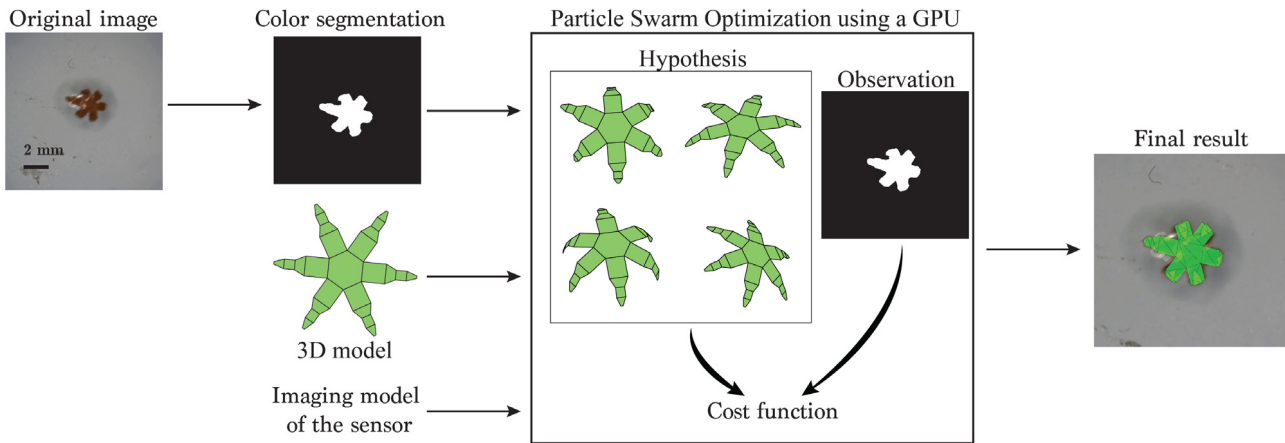 Original image
2 mm
Color segmentation
3D model
Imaging model
of the sensor
Particle Swarm Optimization using a GPU
Hypothesis
Observation
Cost function
Final result